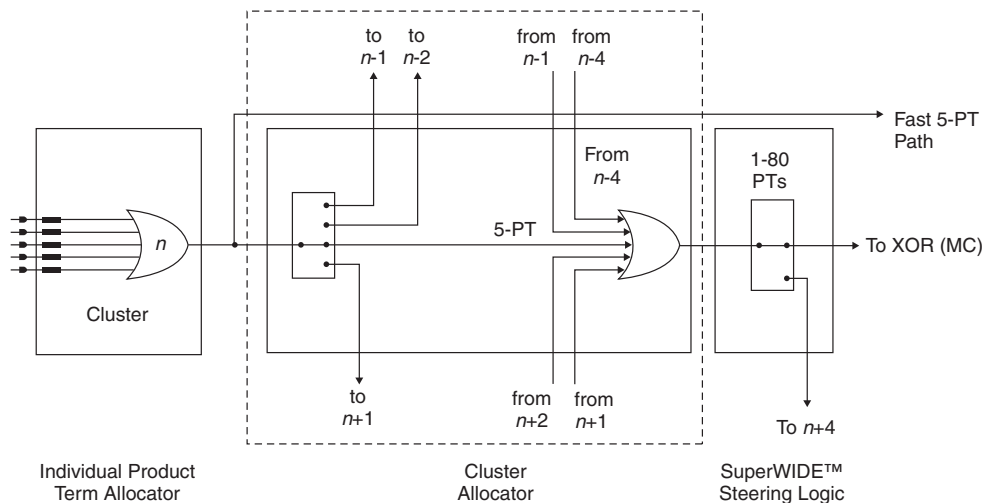 to
n-1
to
n-2
from
n-1
from
n-4
Fast 5-PT
Path
From
n-4
1-80
PTs
n
5-PT
To XOR (MC)
Cluster
to
n+1
from
n+2
from
n+1
To n+4
Individual Product
Term Allocator
Cluster
Allocator
SuperWIDE™
Steering Logic